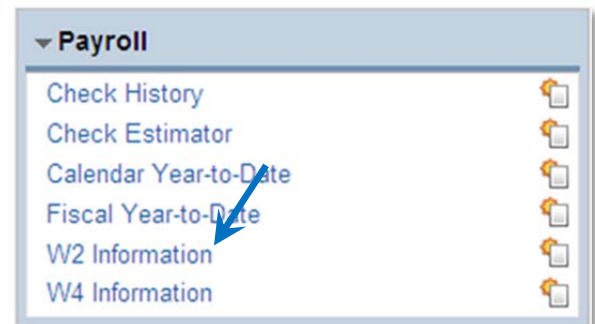 Payroll
Check History
Check Estimator
Calendar Year-to-Date
Fiscal Year-to-Date
W2 Information
W4 Information